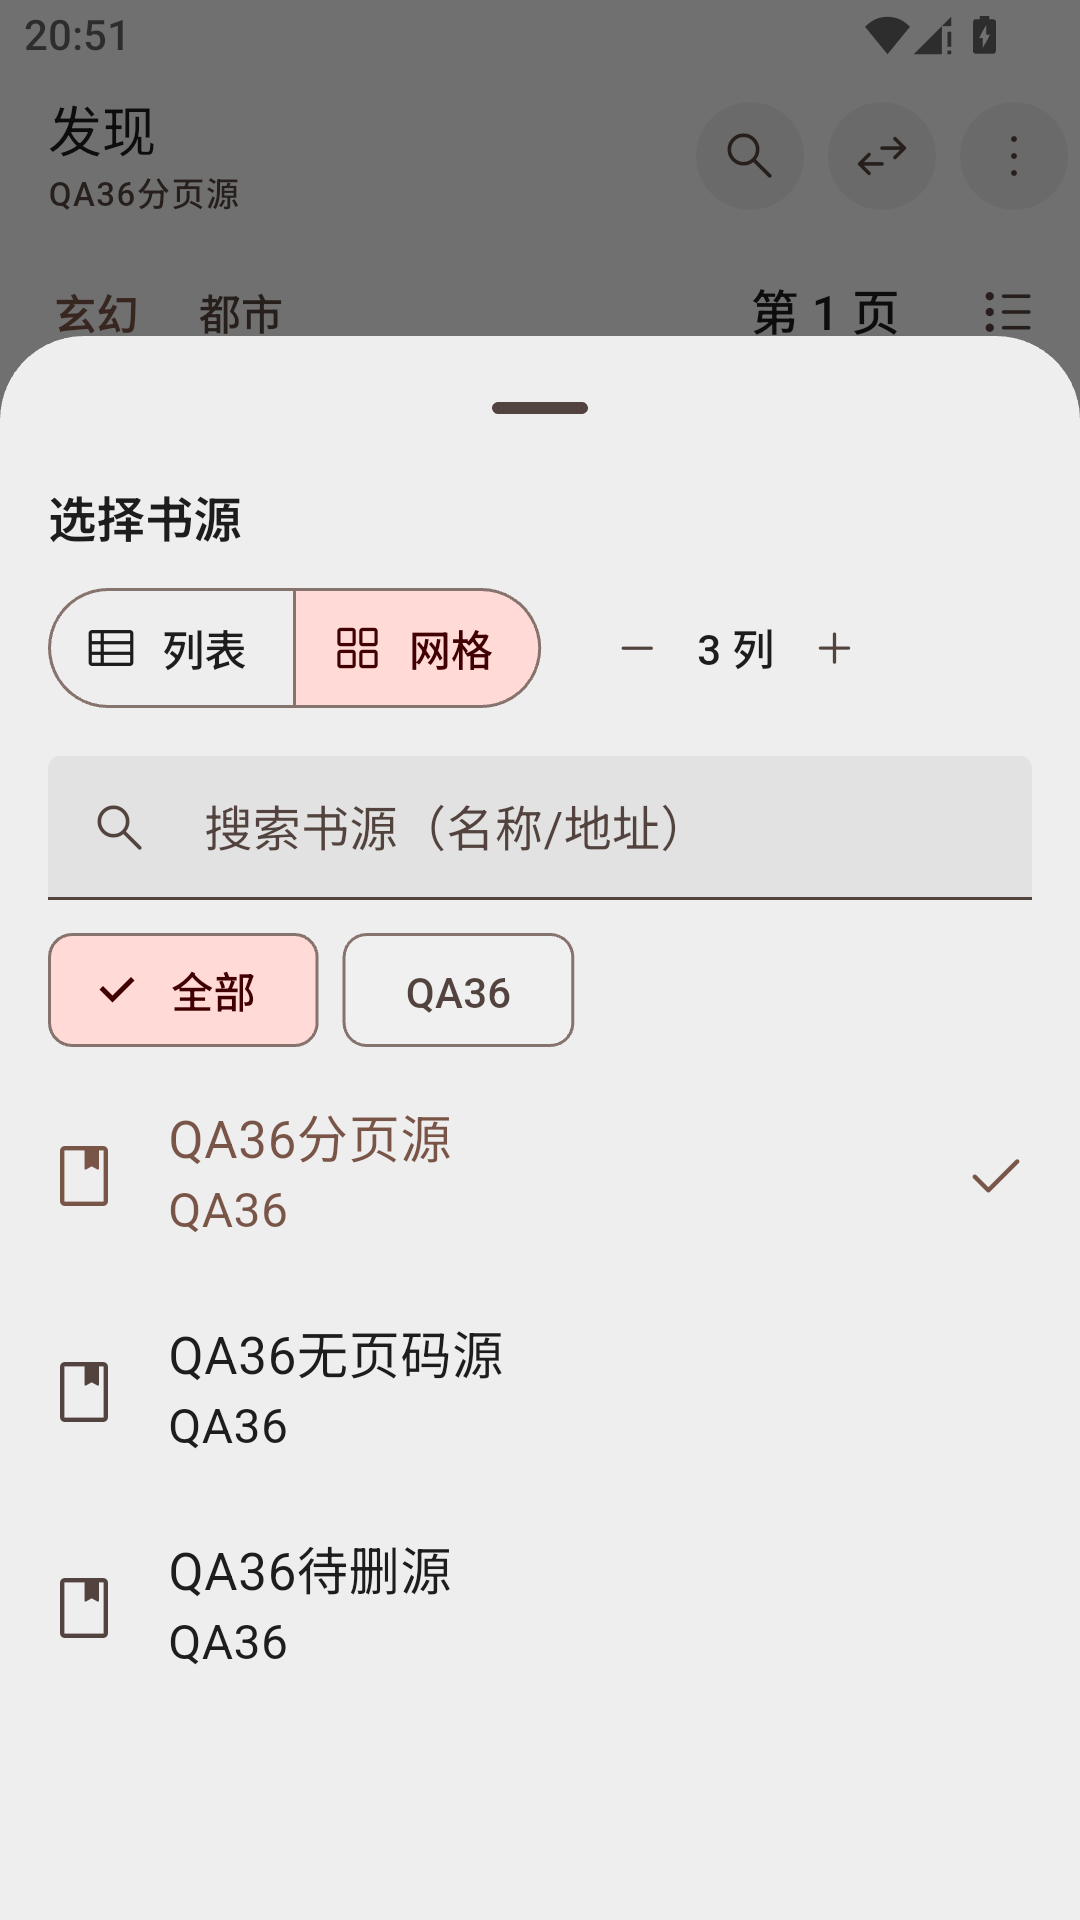 20:51
发现
QA36分页源
玄幻 都市 第 1 页
选择书源
列表 网格 3 列
搜索书源（名称/地址）
全部 QA36
QA36分页源
QA36
QA36无页码源
QA36
QA36待删源
QA36